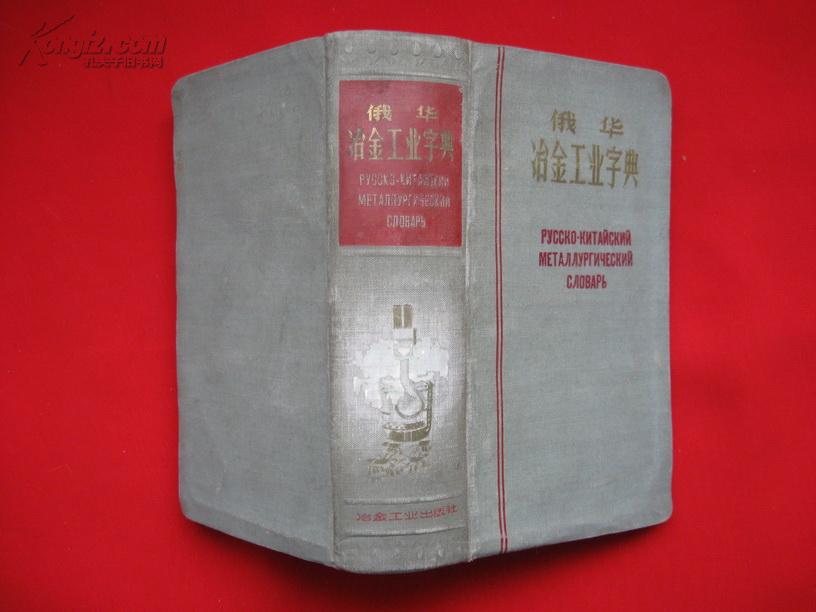 Kongfz.com
孔夫子旧书网
俄华
冶金工业字典
РУССКО-КИТАЙСКИЙ
МЕТАЛЛУРГИЧЕСКИЙ
СЛОВАРЬ
冶金工业出版社
俄华
冶金工业字典
РУССКО-КИТАЙСКИЙ
МЕТАЛЛУРГИЧЕСКИЙ
СЛОВАРЬ